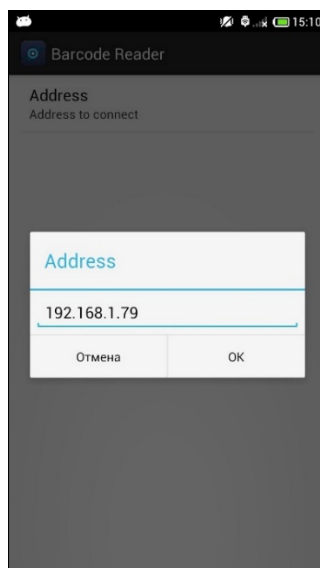 15:10
Barcode Reader
Address
Address to connect
Address
192.168.1.79
Отмена
OK